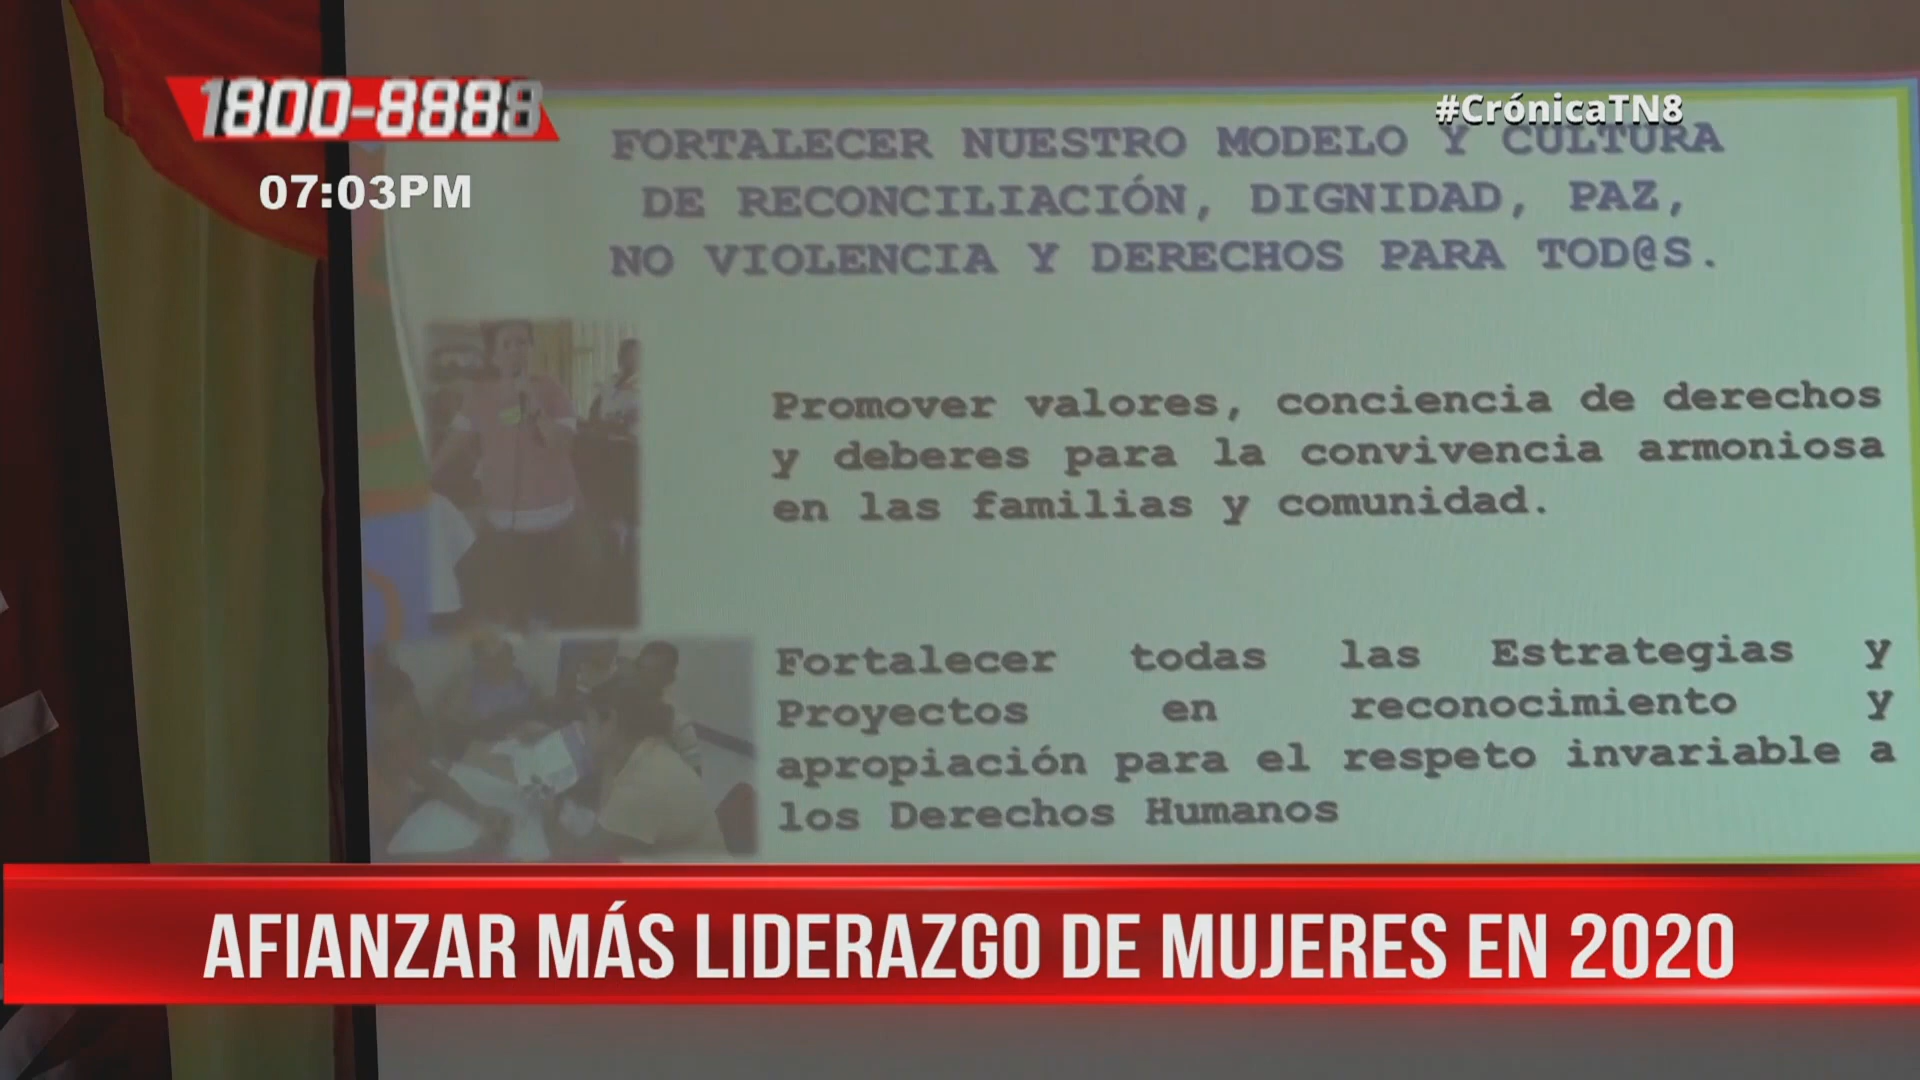 1800-8888
#CrónicaTN8
07:03PM
FORTALECER NUESTRO MODELO Y CULTURA
DE RECONCILIACIÓN, DIGNIDAD, PAZ,
NO VIOLENCIA Y DERECHOS PARA TOD@S.
Promover valores, conciencia de derechos
y deberes para la convivencia armoniosa
en las familias y comunidad.
Fortalecer todas las Estrategias y
Proyectos en reconocimiento y
apropiación para el respeto invariable a
los Derechos Humanos
AFIANZAR MÁS LIDERAZGO DE MUJERES EN 2020